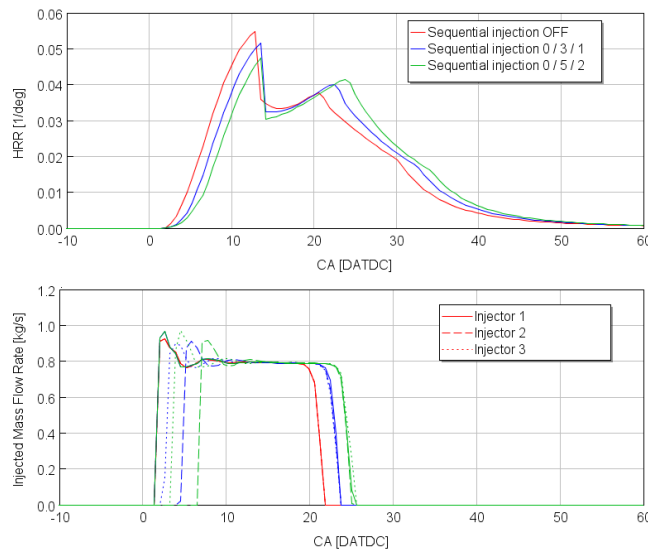 0.06
0.05
0.04
0.03
0.02
0.01
0.00
HRR [1/deg]
Sequential injection OFF
Sequential injection 0 / 3 / 1
Sequential injection 0 / 5 / 2
-10 0 10 20 30 40 50 60
CA [DATDC]
1.2
1.0
0.8
0.6
0.4
0.2
0.0
Injected Mass Flow Rate [kg/s]
Injector 1
Injector 2
Injector 3
-10 0 10 20 30 40 50 60
CA [DATDC]